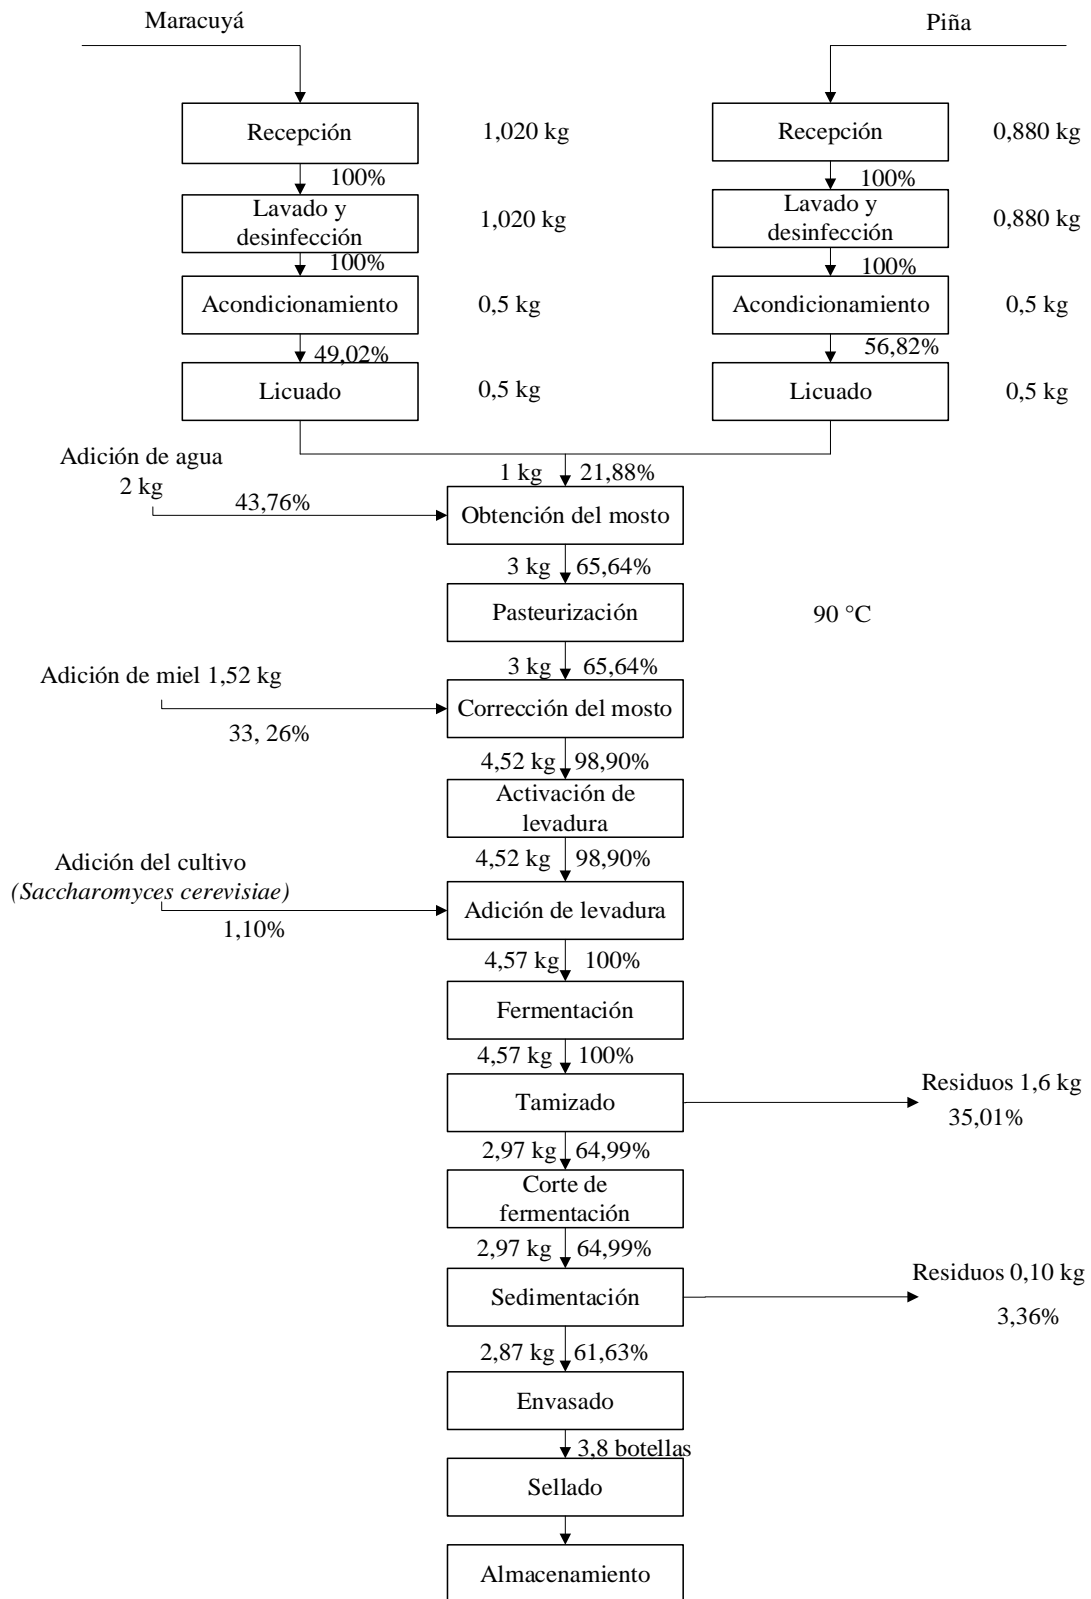 Maracuyá
Piña
Recepción
1,020 kg
Recepción
0,880 kg
100%
100%
Lavado y
desinfección
1,020 kg
Lavado y
desinfección
0,880 kg
100%
100%
Acondicionamiento
0,5 kg
Acondicionamiento
0,5 kg
49,02%
56,82%
Licuado
0,5 kg
Licuado
0,5 kg
Adición de agua
2 kg
43,76%
1 kg
21,88%
Obtención del mosto
3 kg
65,64%
Pasteurización
90 °C
3 kg
65,64%
Adición de miel 1,52 kg
33, 26%
Corrección del mosto
4,52 kg
98,90%
Activación de
levadura
4,52 kg
98,90%
Adición del cultivo
(Saccharomyces cerevisiae)
1,10%
Adición de levadura
4,57 kg
100%
Fermentación
4,57 kg
100%
Tamizado
Residuos 1,6 kg
35,01%
2,97 kg
64,99%
Corte de
fermentación
2,97 kg
64,99%
Sedimentación
Residuos 0,10 kg
3,36%
2,87 kg
61,63%
Envasado
3,8 botellas
Sellado
Almacenamiento